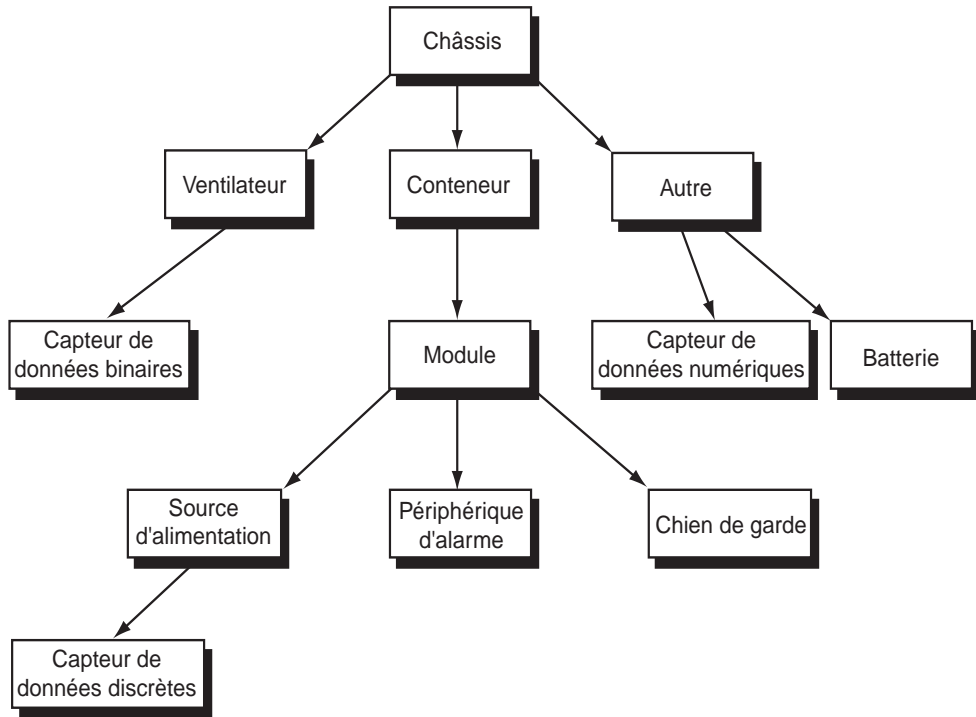 Châssis
Ventilateur
Conteneur
Autre
Capteur de
données binaires
Module
Capteur de
données numériques
Batterie
Source
d'alimentation
Périphérique
d'alarme
Chien de garde
Capteur de
données discrètes